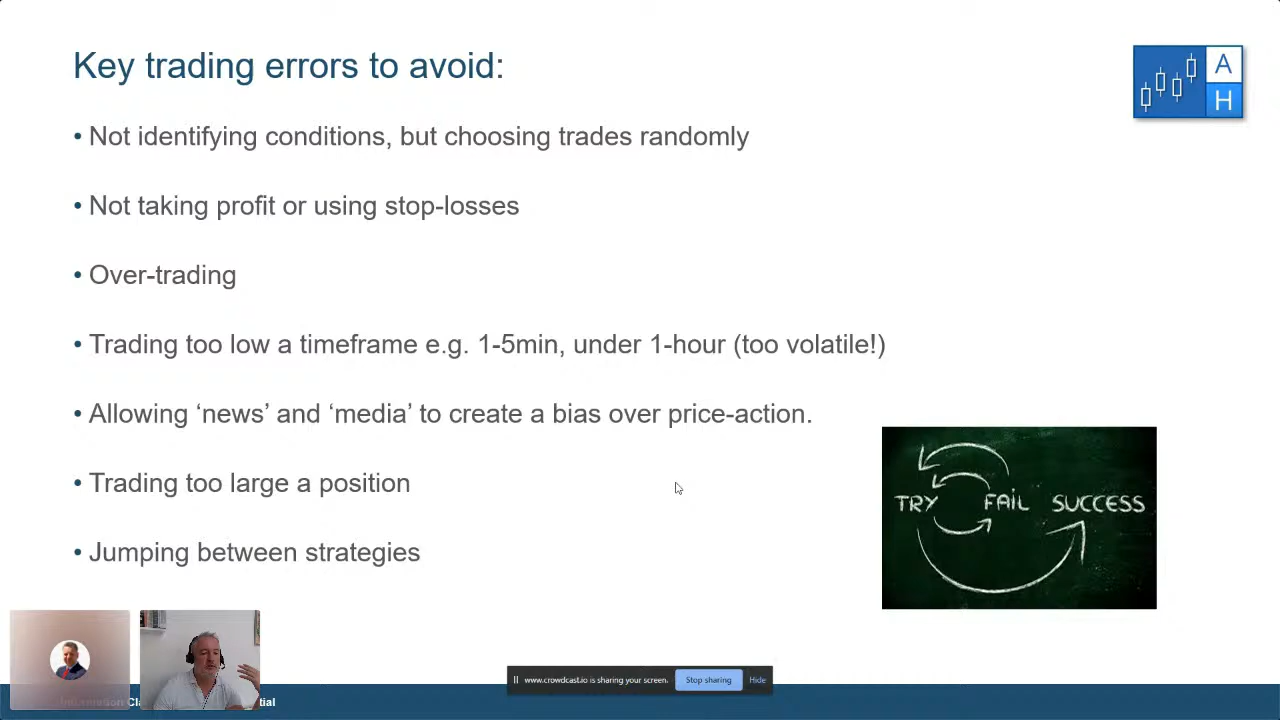 Key trading errors to avoid:
A
H
• Not identifying conditions, but choosing trades randomly
• Not taking profit or using stop-losses
• Over-trading
• Trading too low a timeframe e.g. 1-5min, under 1-hour (too volatile!)
• Allowing ‘news’ and ‘media’ to create a bias over price-action.
• Trading too large a position
• Jumping between strategies
TRY FAIL SUCCESS
www.crowdcast.io is sharing your screen. Stop sharing Hide